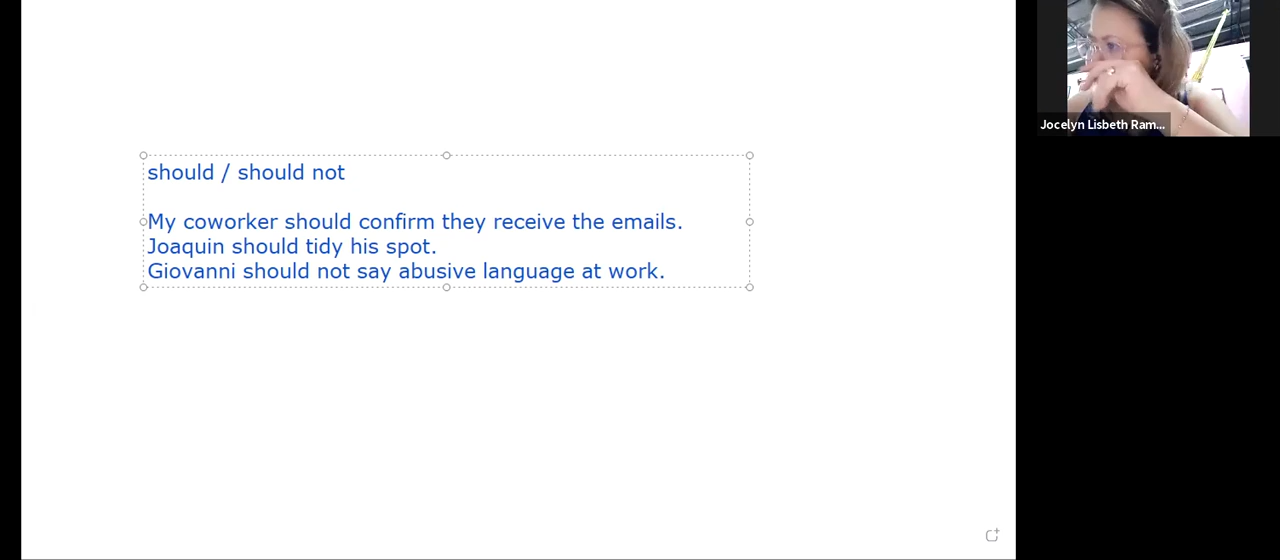 should / should not
My coworker should confirm they receive the emails.
Joaquin should tidy his spot.
Giovanni should not say abusive language at work.
Jocelyn Lisbeth Ram...